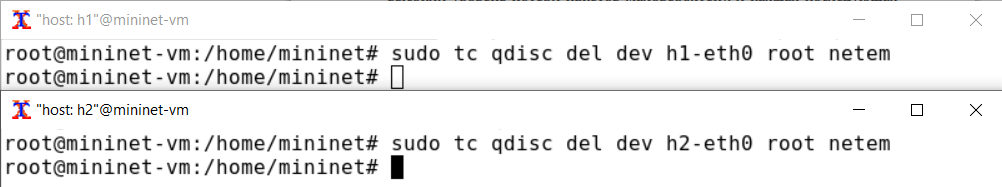 "host: h1"@mininet-vm
root@mininet-vm:/home/mininet# sudo tc qdisc del dev h1-eth0 root netem
root@mininet-vm:/home/mininet#
"host: h2"@mininet-vm
root@mininet-vm:/home/mininet# sudo tc qdisc del dev h2-eth0 root netem
root@mininet-vm:/home/mininet#